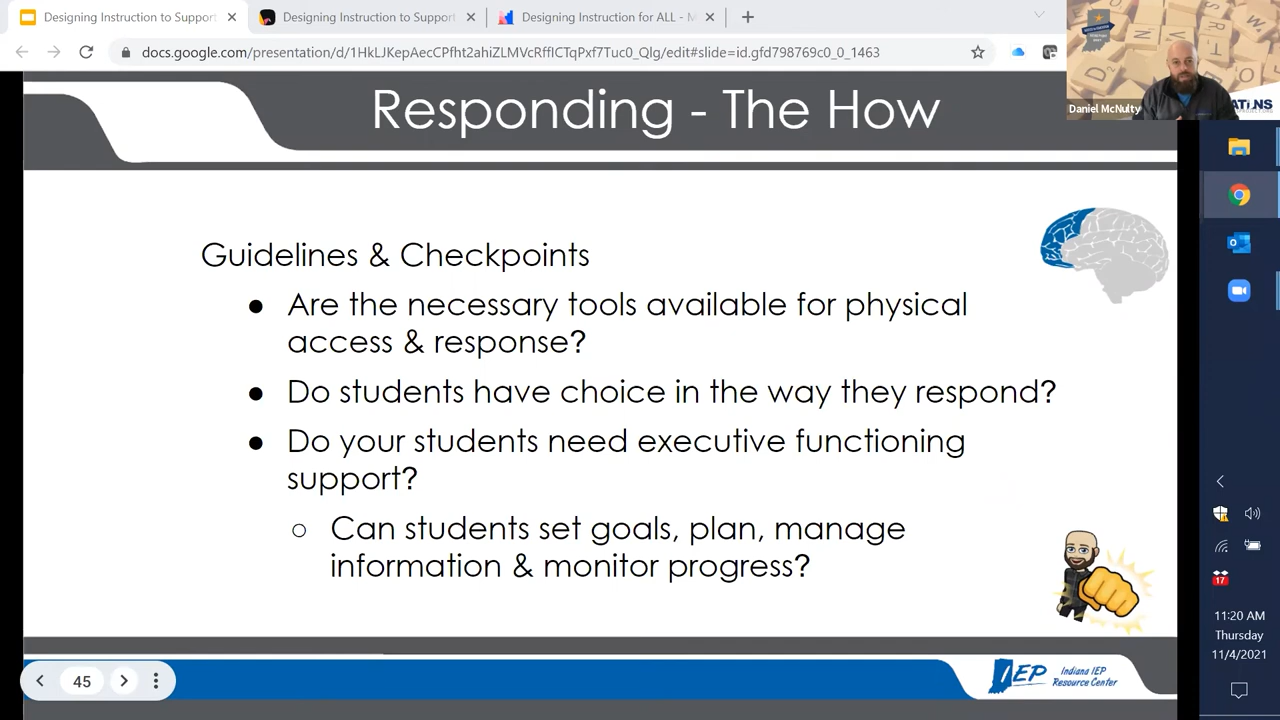 Designing Instruction to Support
Designing Instruction to Support
Designing Instruction for ALL - M
docs.google.com/presentation/d/1HkLJKepAecCPfht2ahiZLMVcRfflCTqPxf7Tuc0_Qlg/edit#slide=id.gfd798769c0_0_1463
Daniel McNulty
Responding - The How
Guidelines & Checkpoints
● Are the necessary tools available for physical
access & response?
● Do students have choice in the way they respond?
● Do your students need executive functioning
support?
○ Can students set goals, plan, manage
information & monitor progress?
45
IEP
Indiana IEP
Resource Center
17
11:20 AM
Thursday
11/4/2021